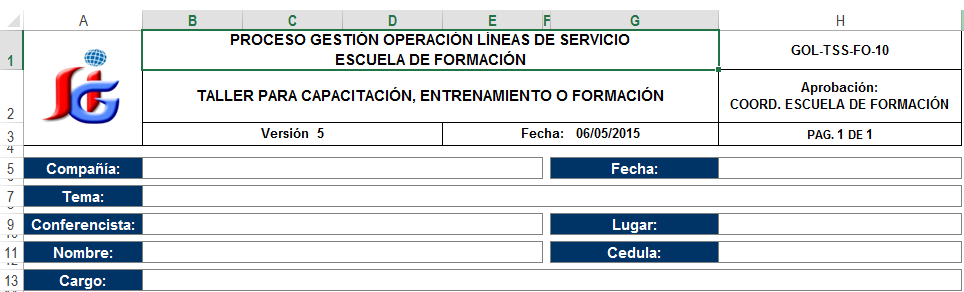 A B C D E F G H
1 PROCESO GESTIÓN OPERACIÓN LÍNEAS DE SERVICIO
ESCUELA DE FORMACIÓN
GOL-TSS-FO-10
2 TALLER PARA CAPACITACIÓN, ENTRENAMIENTO O FORMACIÓN
Aprobación:
COORD. ESCUELA DE FORMACIÓN
3 Versión 5 Fecha: 06/05/2015 PAG. 1 DE 1
4
5 Compañía: Fecha:
7 Tema:
9 Conferencista: Lugar:
11 Nombre: Cedula:
13 Cargo: